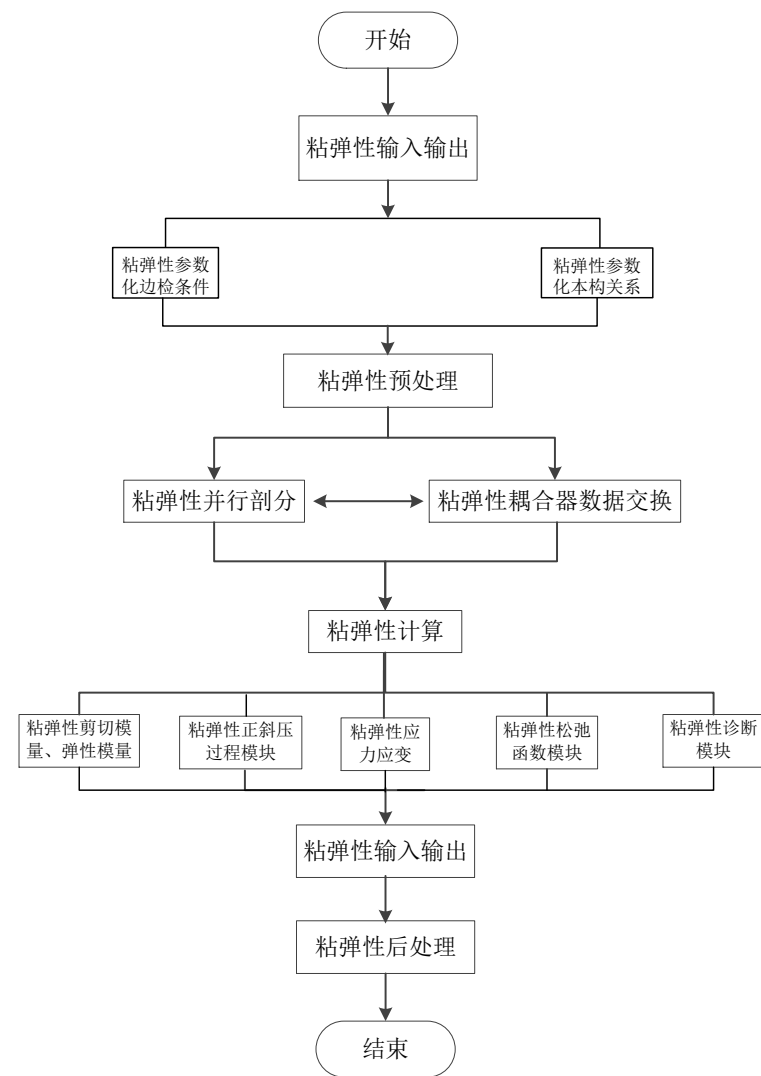 开始
粘弹性输入输出
粘弹性参数
化边检条件
粘弹性参数
化本构关系
粘弹性预处理
粘弹性并行剖分
粘弹性耦合器数据交换
粘弹性计算
粘弹性剪切模
量、弹性模量
粘弹性正斜压
过程模块
粘弹性应
力应变
粘弹性松弛
函数模块
粘弹性诊断
模块
粘弹性输入输出
粘弹性后处理
结束